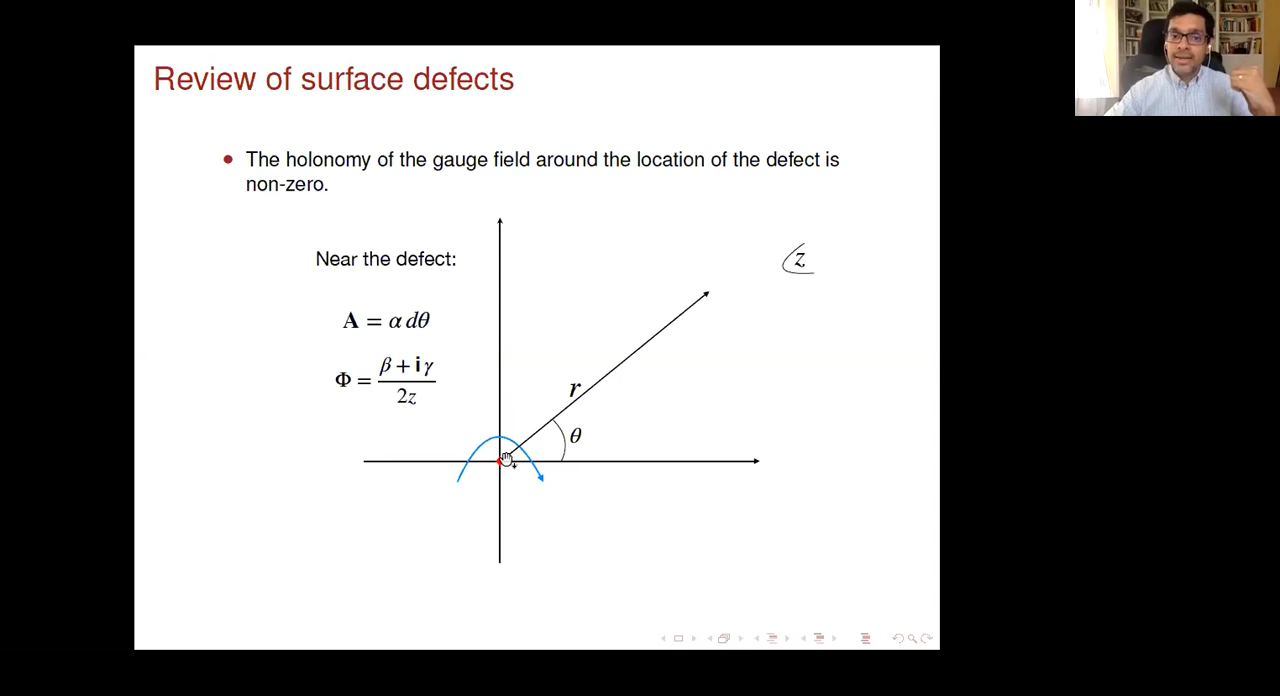 Review of surface defects
• The holonomy of the gauge field around the location of the defect is
non-zero.
Near the defect:
z
A = α dθ
Φ = (β + i γ) / 2z
r
θ